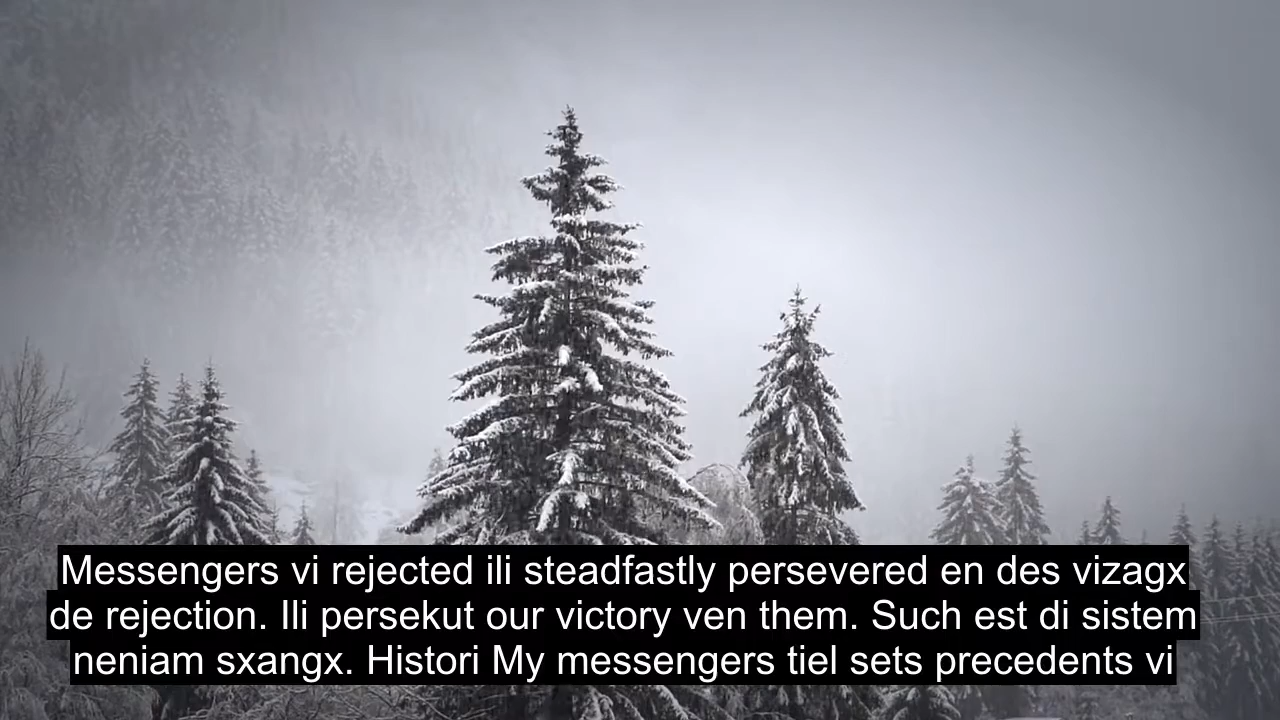 Messengers vi rejected ili steadfastly persevered en des vizagx
de rejection. Ili persekut our victory ven them. Such est di sistem
neniam sxangx. Histori My messengers tiel sets precedents vi